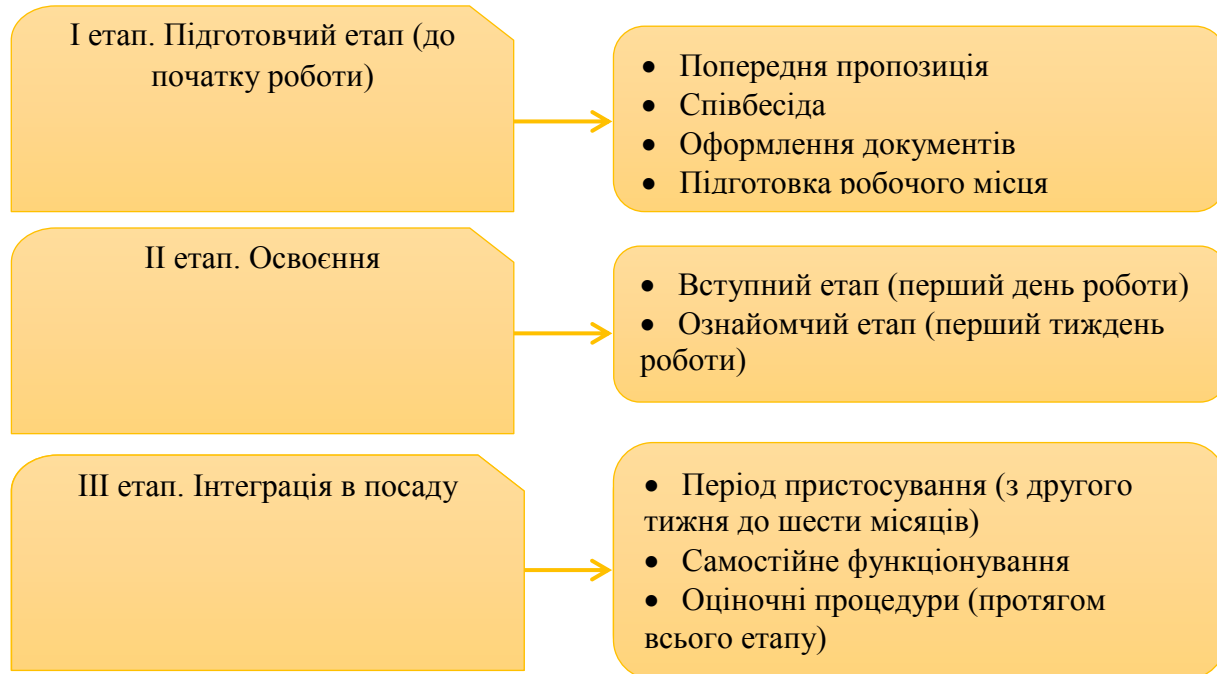 І етап. Підготовчий етап (до
початку роботи)
• Попередня пропозиція
• Співбесіда
• Оформлення документів
• Підготовка робочого місця
ІІ етап. Освоєння
• Вступний етап (перший день роботи)
• Ознайомчий етап (перший тиждень
роботи)
ІІІ етап. Інтеграція в посаду
• Період пристосування (з другого
тижня до шести місяців)
• Самостійне функціонування
• Оціночні процедури (протягом
всього етапу)